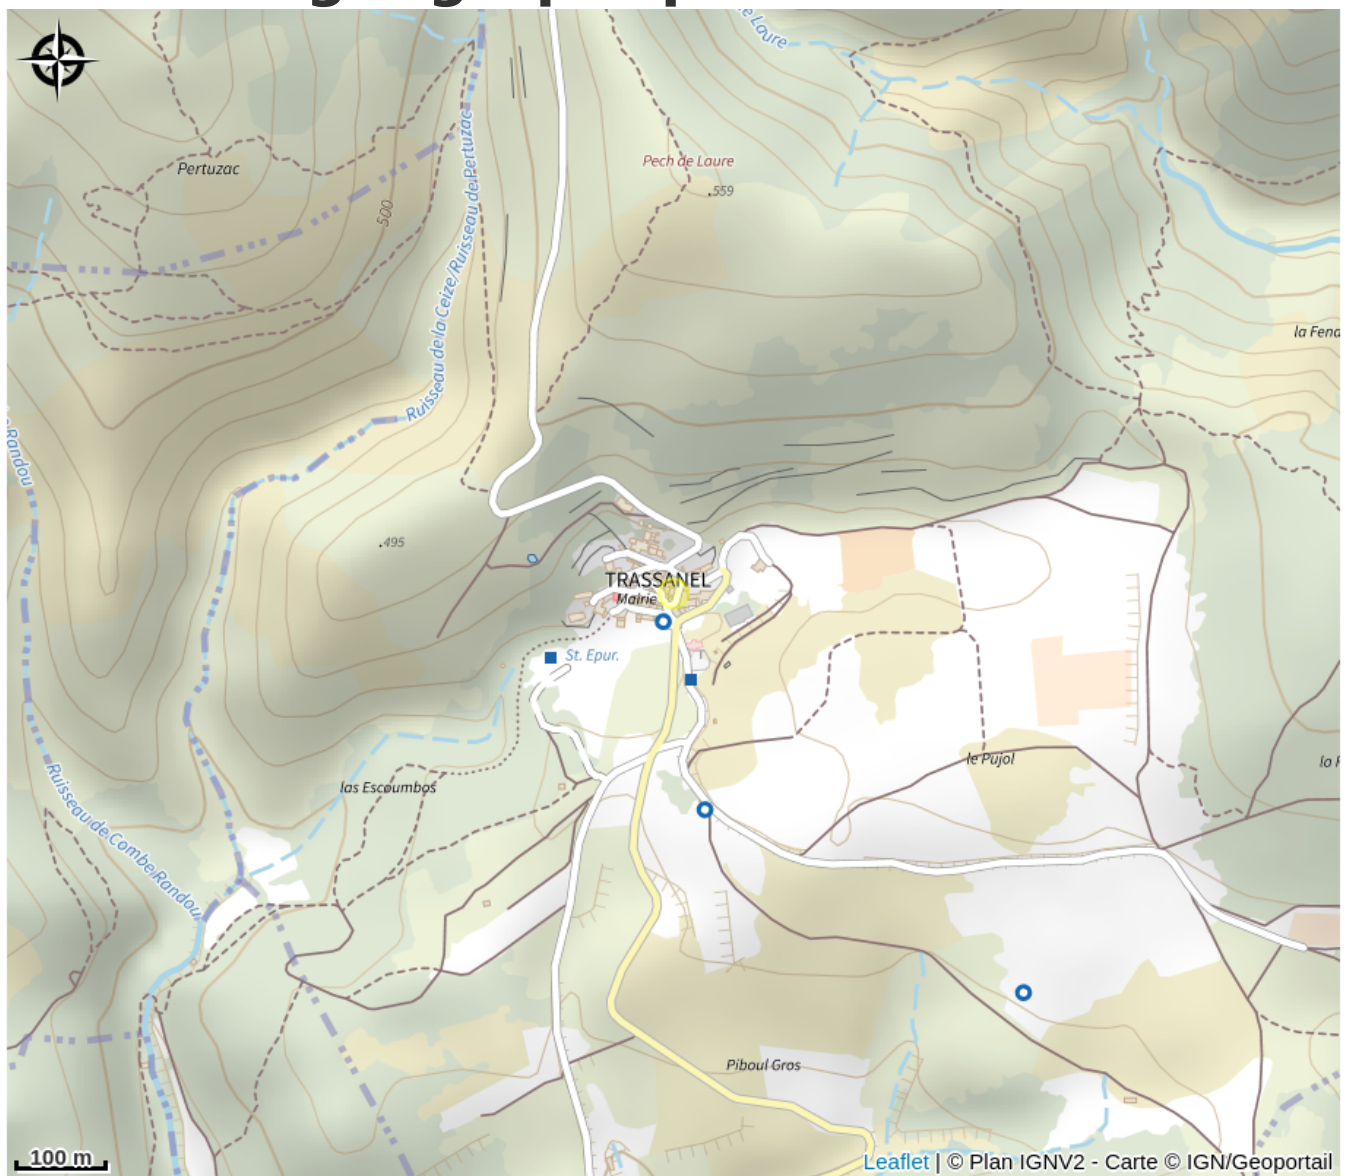 de Laure
Pech de Laure
559
Pertuzac
500
Ruisseau de la Ceize/Ruisseau de Pertuzac
la Fend
Randou
495
TRASSANEL
Mairie
St. Epur.
le Pujol
la F
las Escoumbos
Ruisseau de Combe Randou
Piboul Gros
100 m
Leaflet | © Plan IGNV2 - Carte © IGN/Geoportail